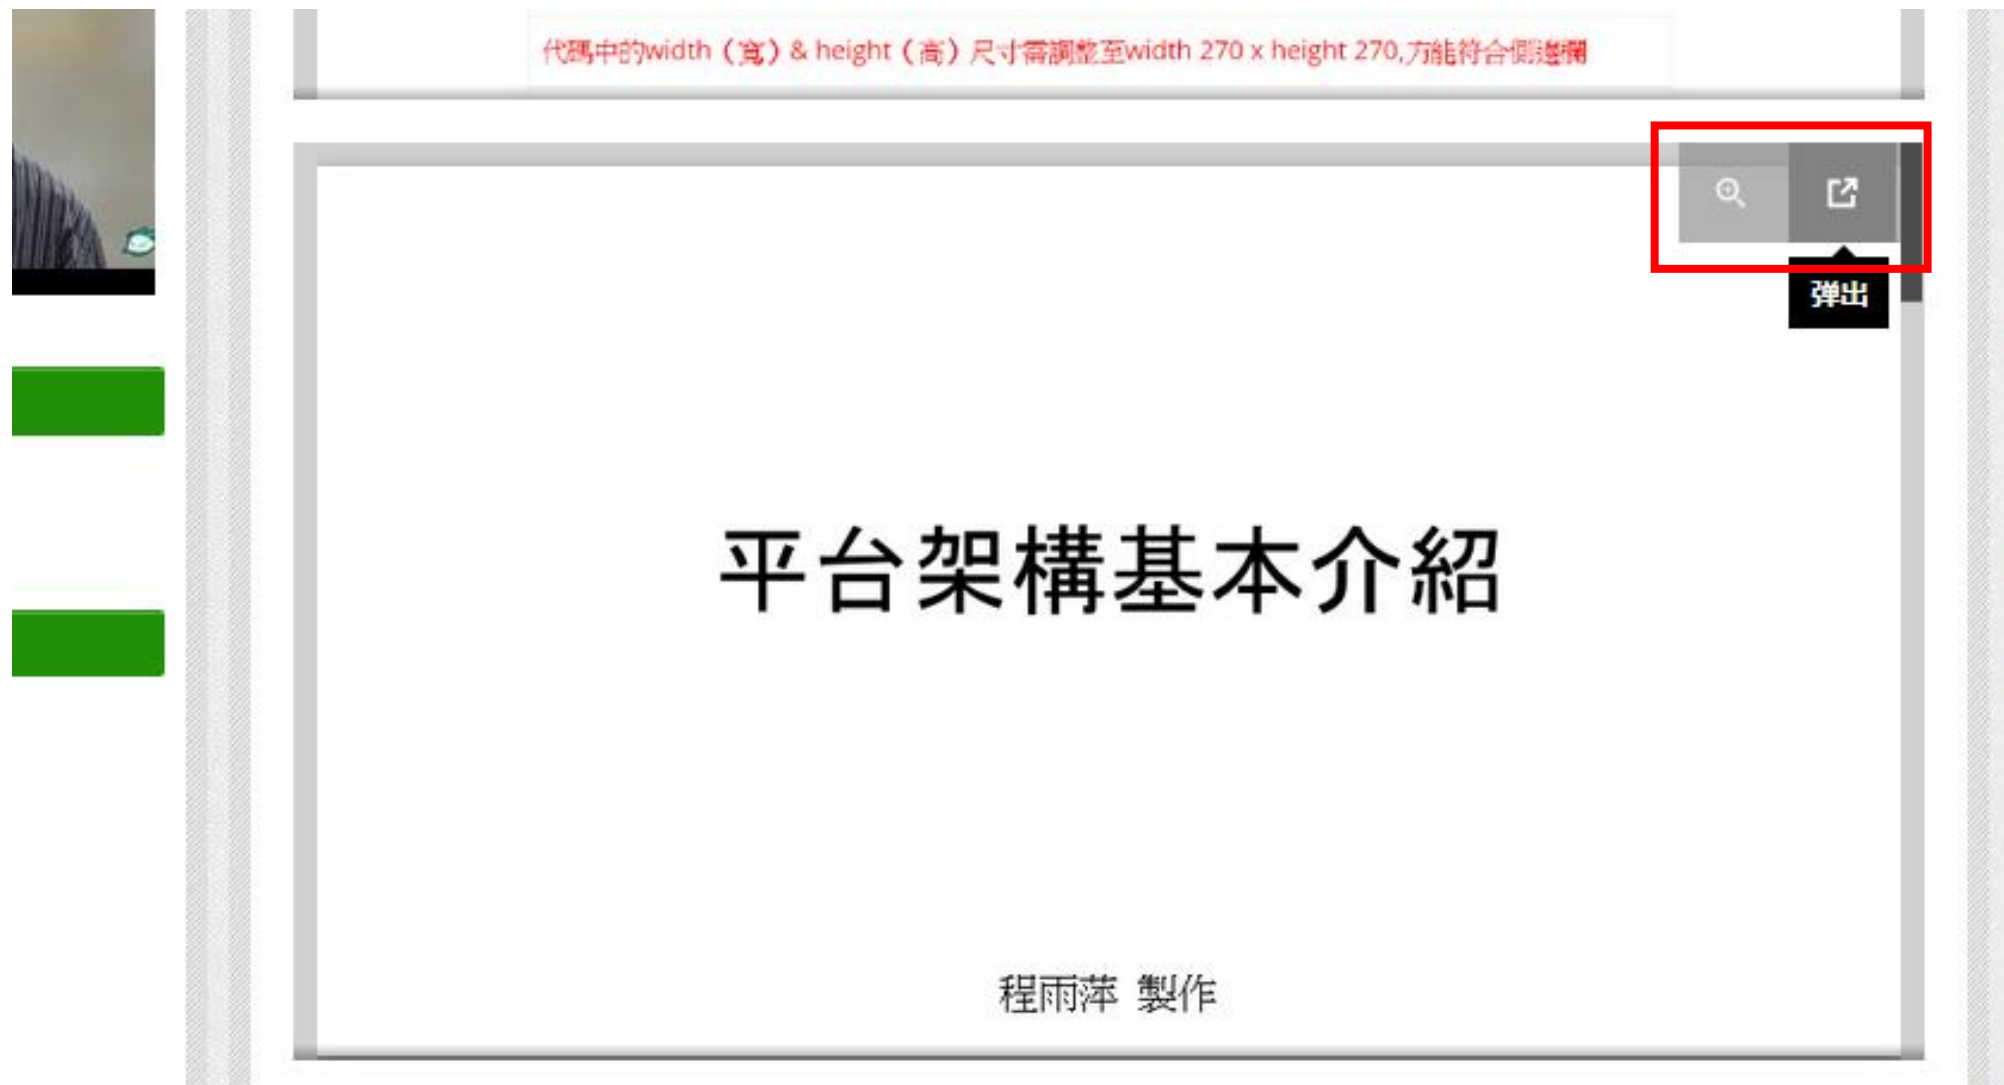 代碼中的width（寬）& height（高）尺寸需調整至width 270 x height 270,方能符合側邊欄
弹出
平台架構基本介紹
程雨萍 製作